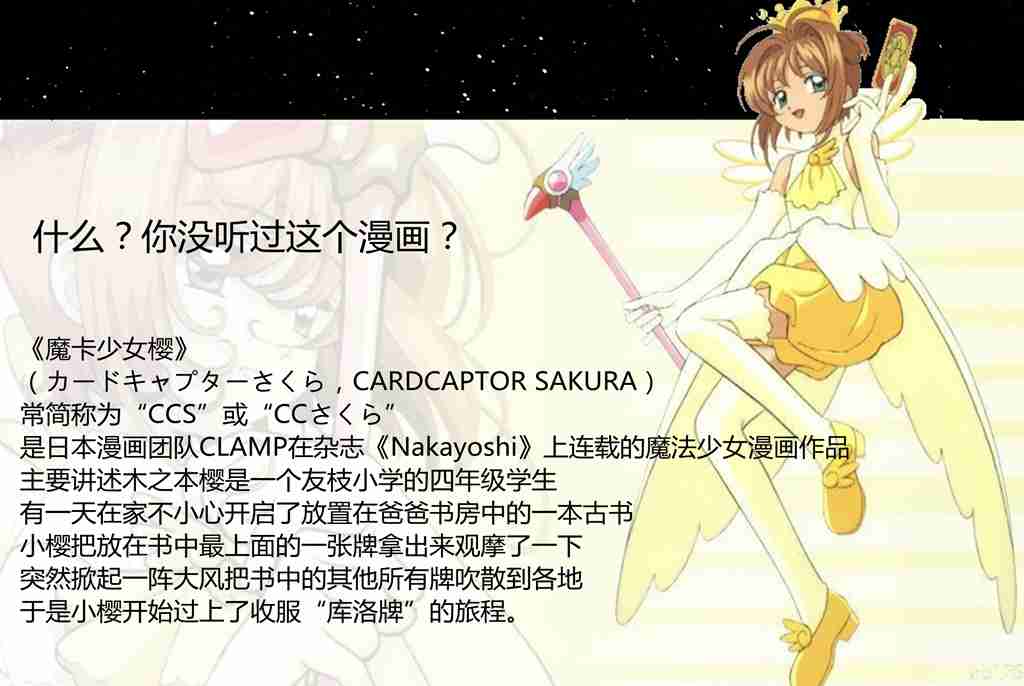 什么？你没听过这个漫画？
《魔卡少女樱》
（カードキャプターさくら，CARDCAPTOR SAKURA）
常简称为“CCS”或“CCさくら”
是日本漫画团队CLAMP在杂志《Nakayoshi》上连载的魔法少女漫画作品
主要讲述木之本樱是一个友枝小学的四年级学生
有一天在家不小心开启了放置在爸爸书房中的一本古书
小樱把放在书中最上面的一张牌拿出来观摩了一下
突然掀起一阵大风把书中的其他所有牌吹散到各地
于是小樱开始过上了收服“库洛牌”的旅程。